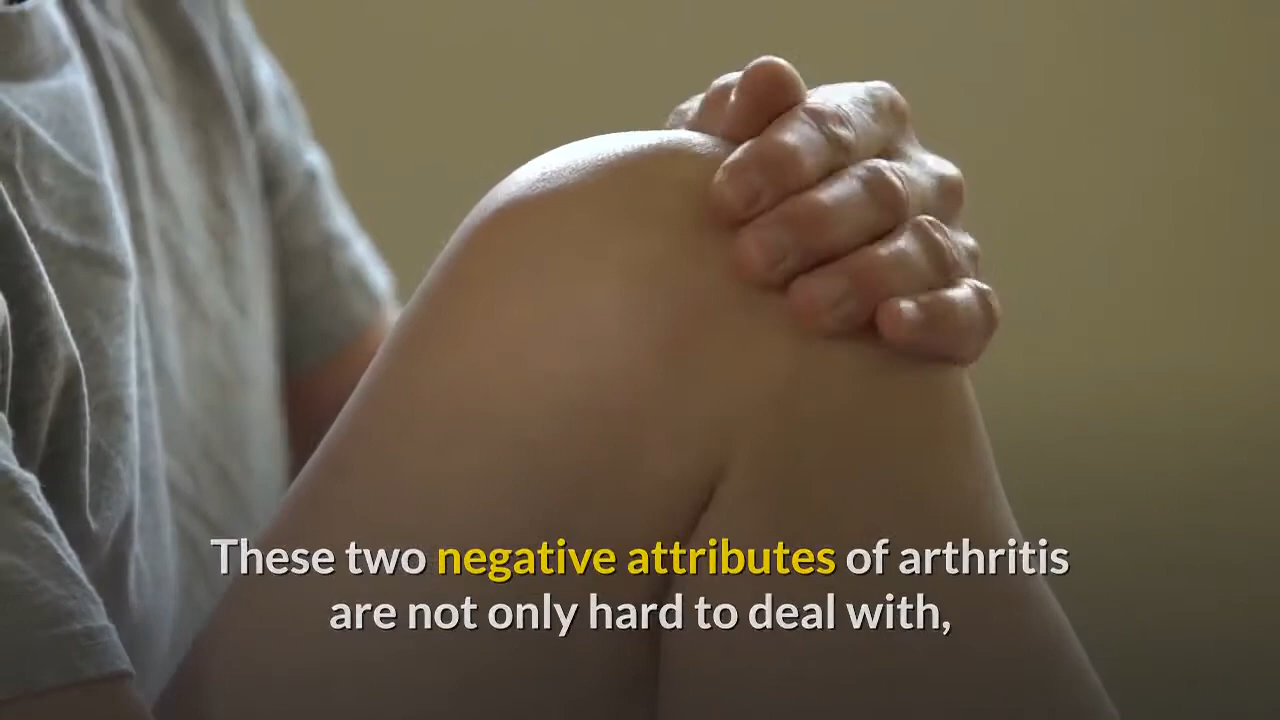 These two negative attributes of arthritis
are not only hard to deal with,